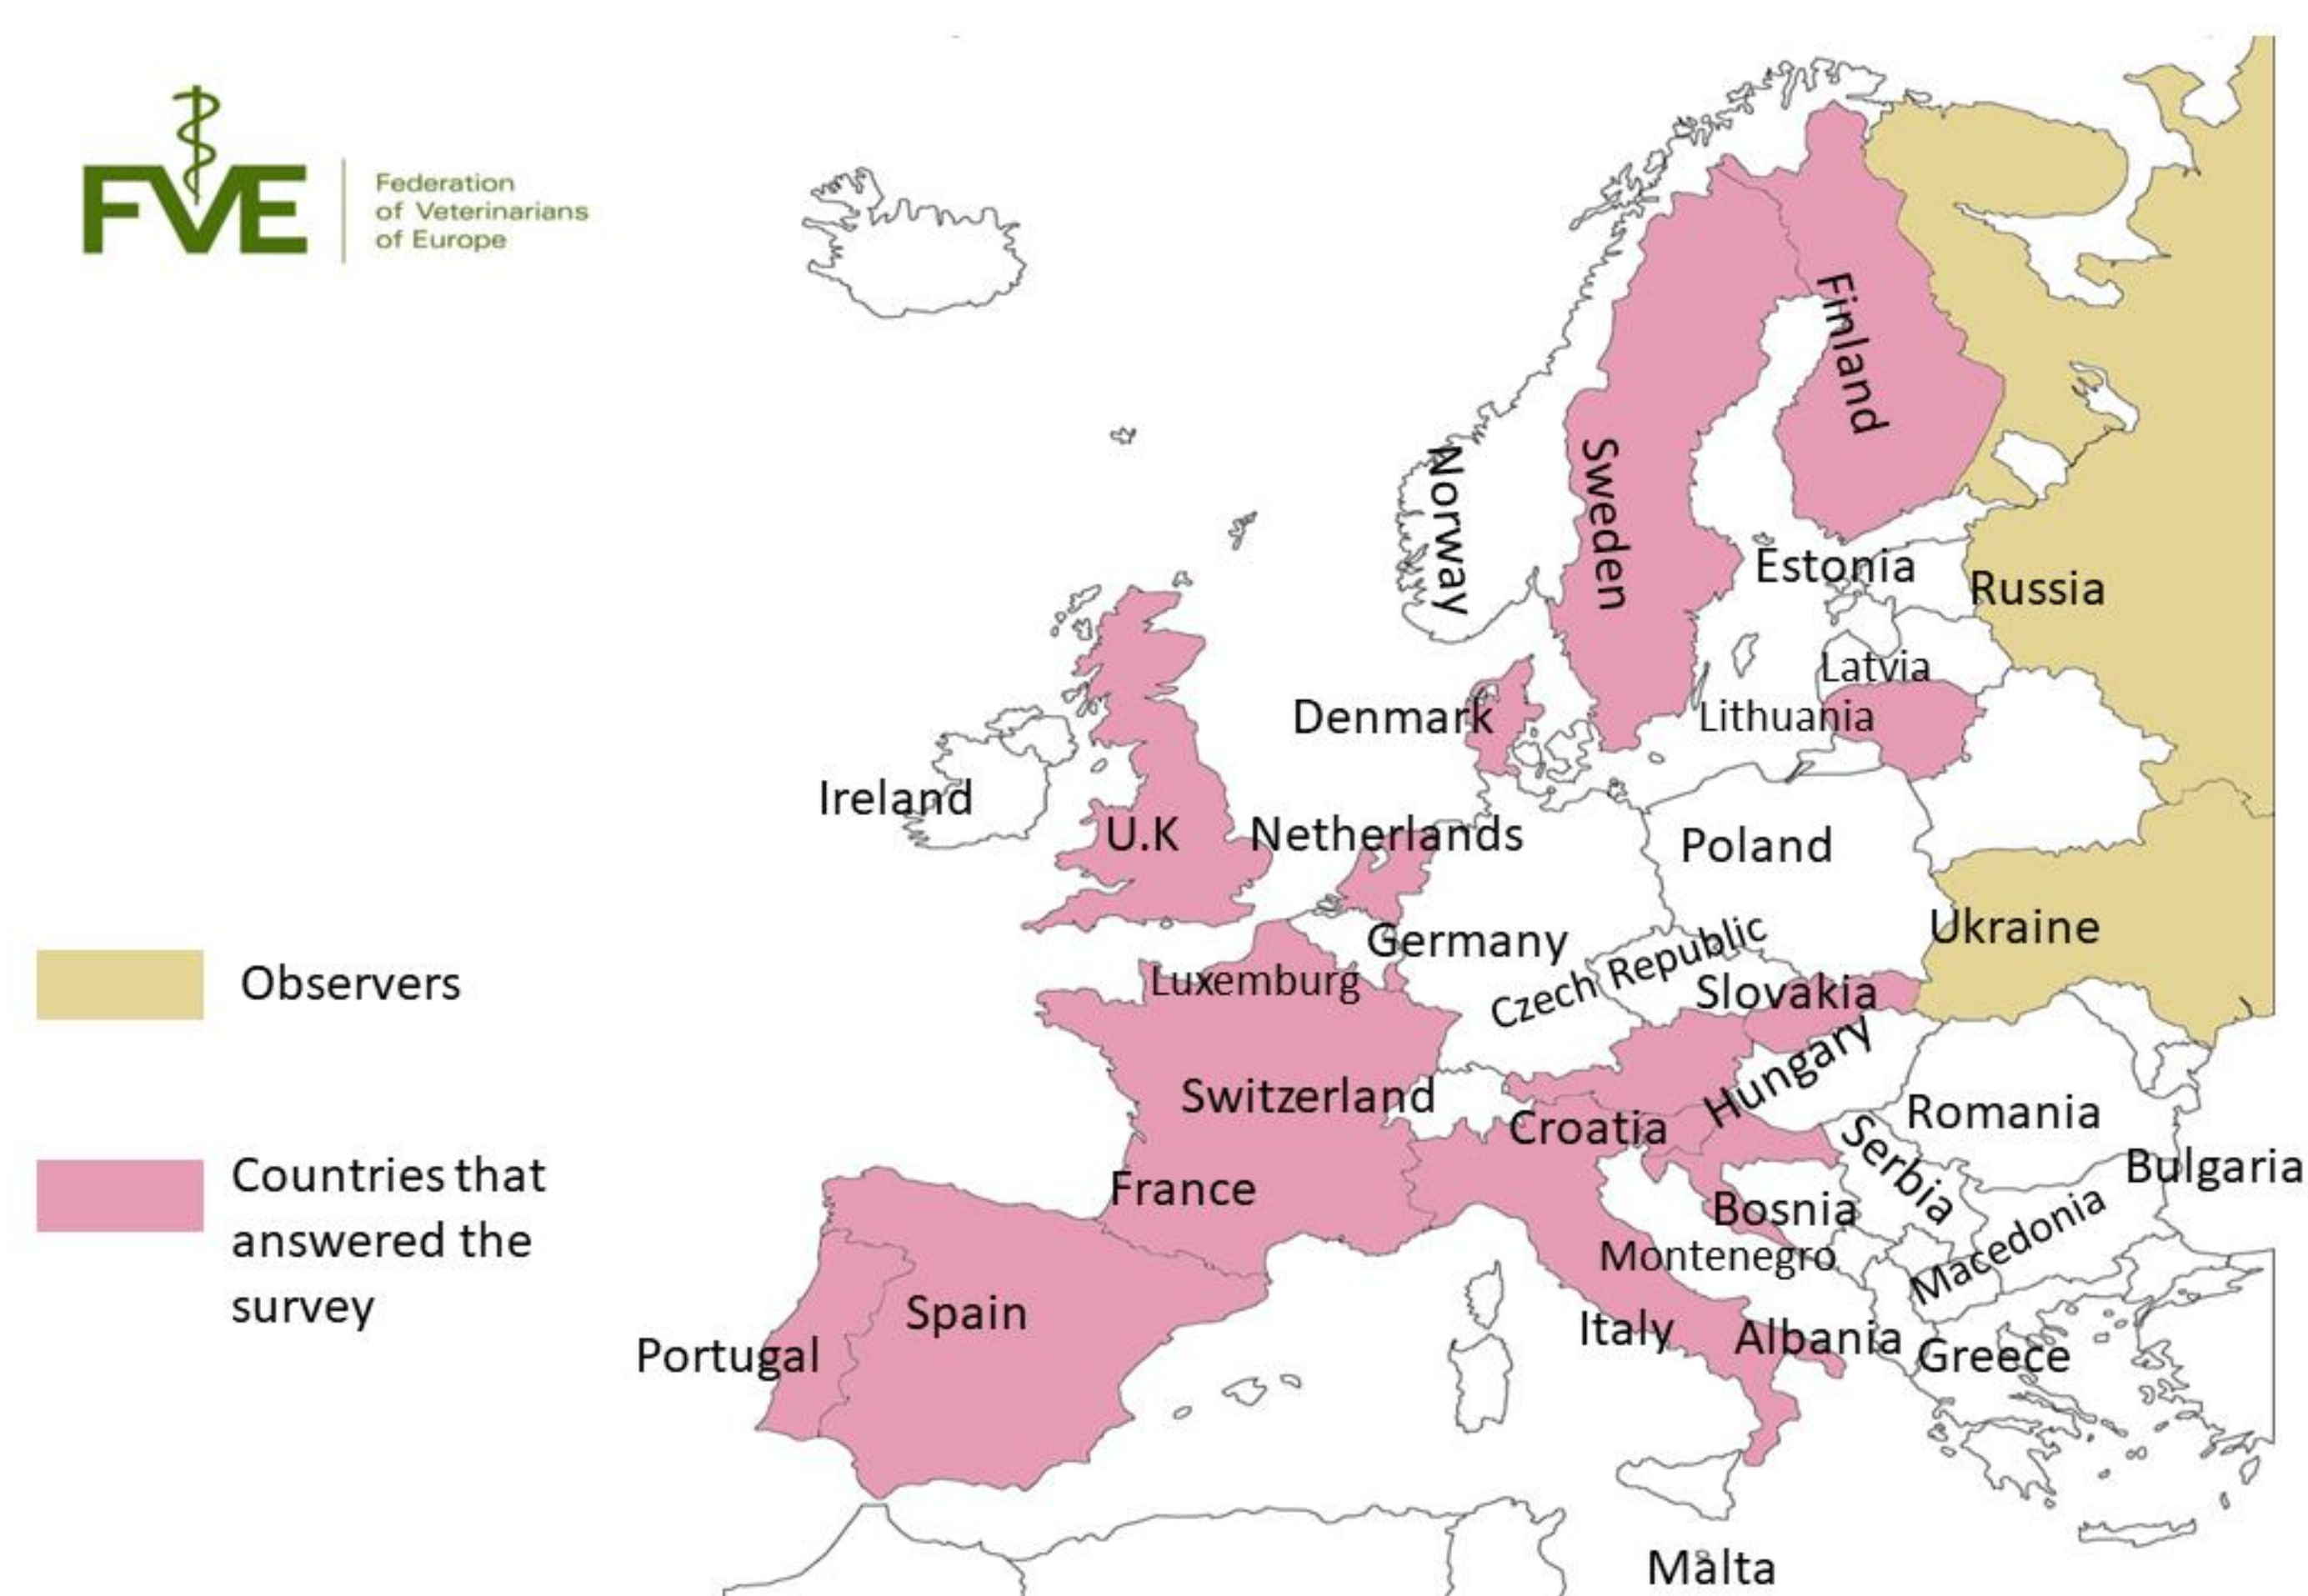 FVE
Federation
of Veterinarians
of Europe
Finland
Norway
Sweden
Estonia
Russia
Latvia
Denmark
Lithuania
Ireland
U.K
Netherlands
Poland
Germany
Czech Republic
Ukraine
Luxemburg
Slovakia
Observers
Hungary
Switzerland
Croatia
Romania
Serbia
Bulgaria
Countries that
answered the
survey
France
Bosnia
Macedonia
Montenegro
Spain
Italy
Albania
Greece
Portugal
Malta